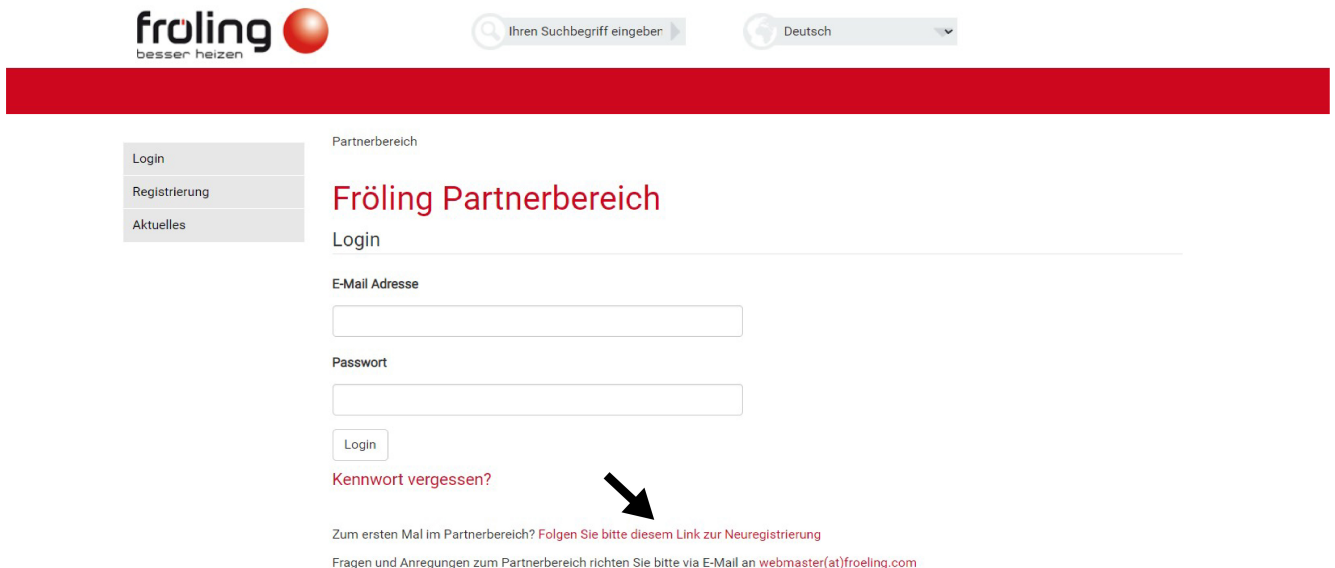 fröling
besser heizen
Ihren Suchbegriff eingeber
Deutsch
Login
Registrierung
Aktuelles
Partnerbereich
Fröling Partnerbereich
Login
E-Mail Adresse
Passwort
Login
Kennwort vergessen?
Zum ersten Mal im Partnerbereich? Folgen Sie bitte diesem Link zur Neuregistrierung
Fragen und Anregungen zum Partnerbereich richten Sie bitte via E-Mail an webmaster(at)froeling.com